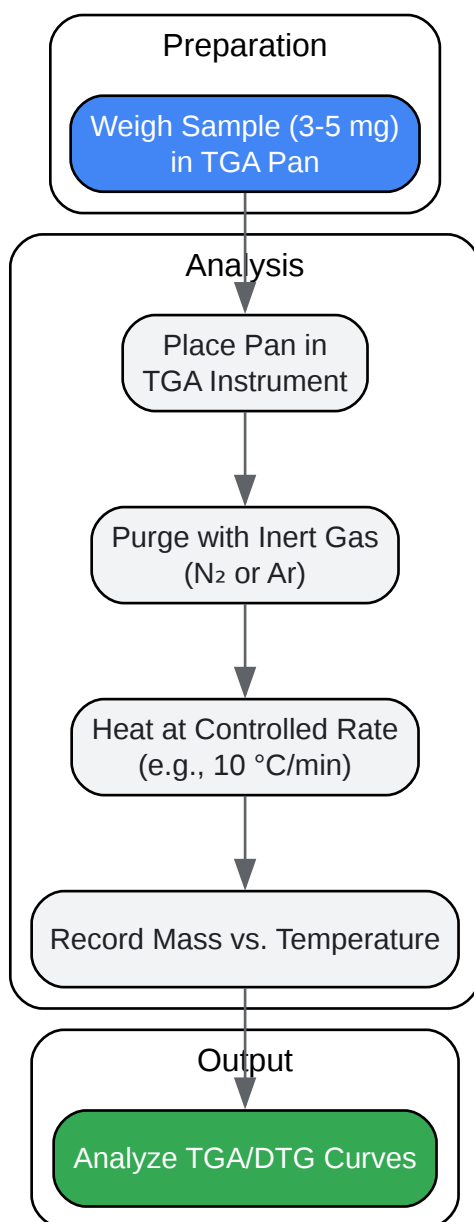 Preparation
Weigh Sample (3-5 mg)
in TGA Pan
Analysis
Place Pan in
TGA Instrument
Purge with Inert Gas
(N₂ or Ar)
Heat at Controlled Rate
(e.g., 10 °C/min)
Record Mass vs. Temperature
Output
Analyze TGA/DTG Curves